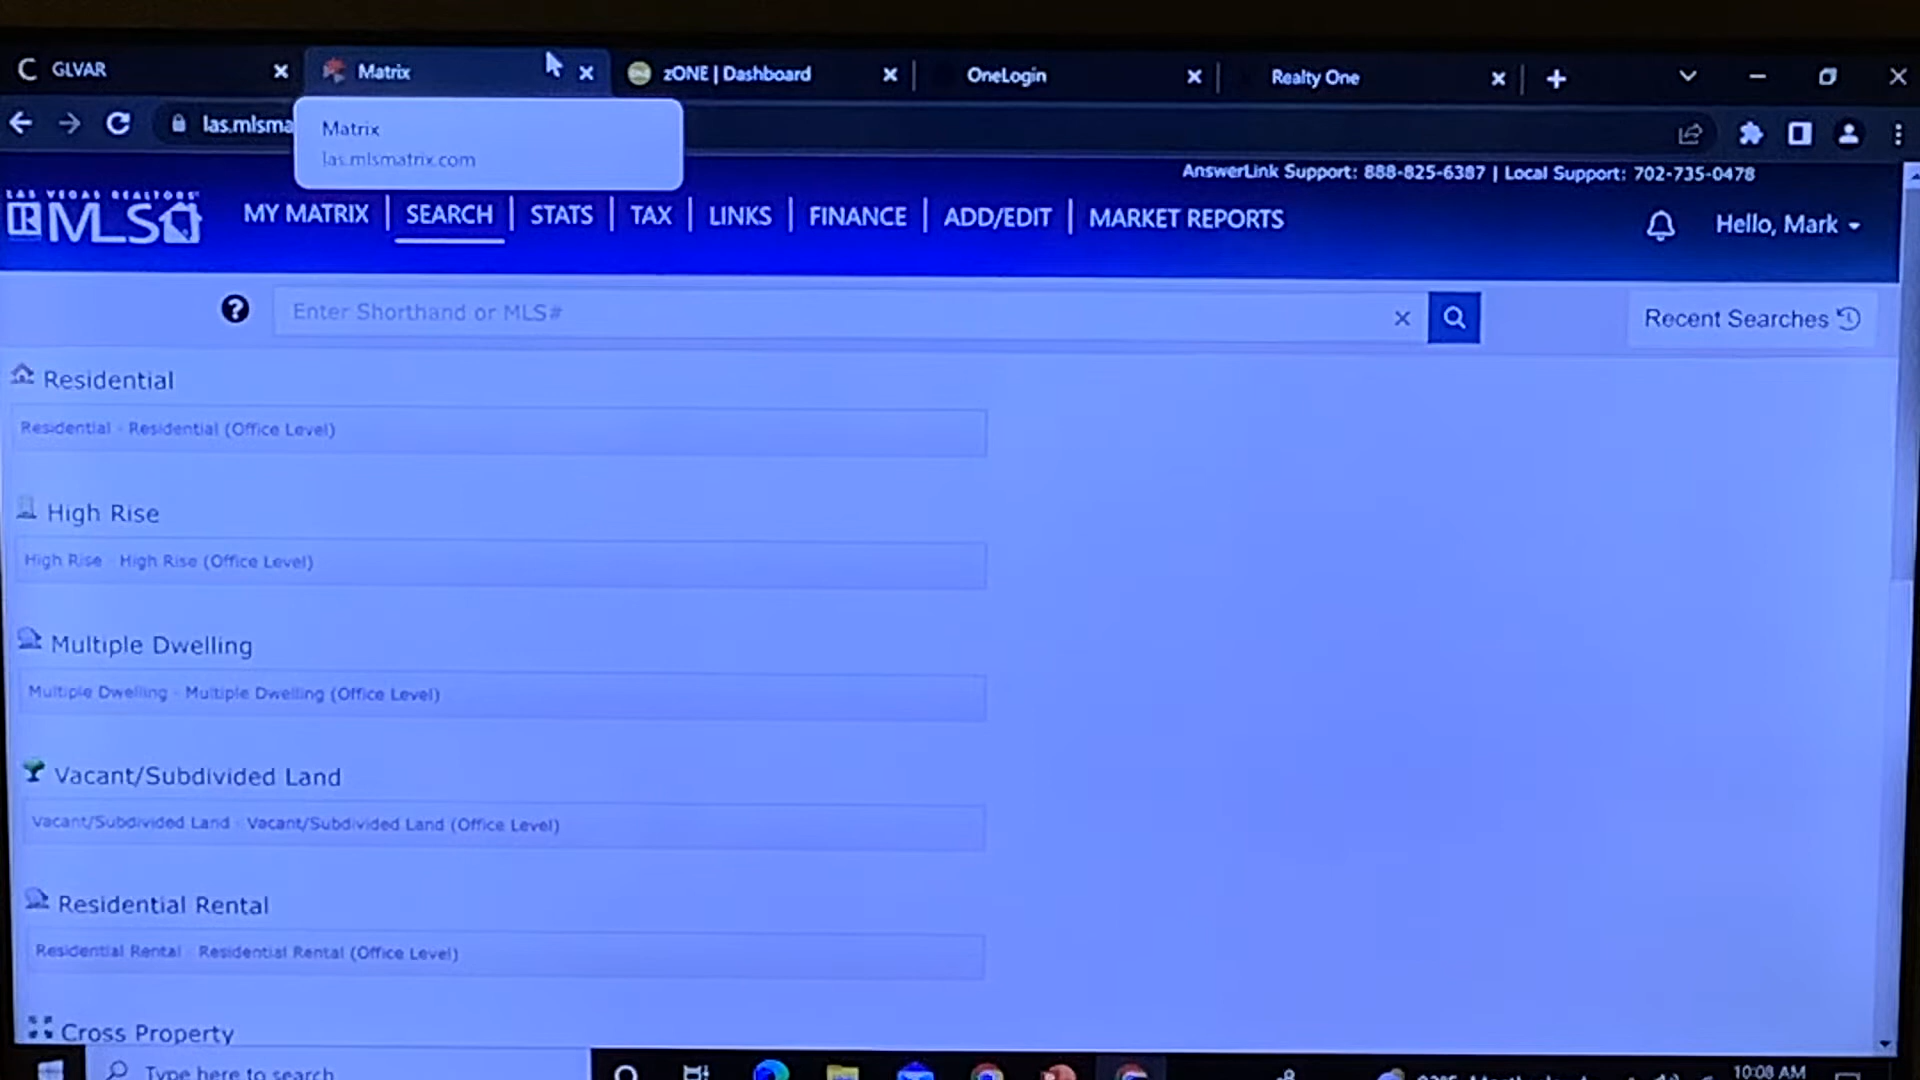 GLVAR
Matrix
zONE | Dashboard
OneLogin
Realty One
las.mlsma
Matrix
las.mlsmatrix.com
AnswerLink Support: 888-825-6387 | Local Support: 702-735-0478
LAS VEGAS REALTORS®
MLS
MY MATRIX | SEARCH | STATS | TAX | LINKS | FINANCE | ADD/EDIT | MARKET REPORTS
Hello, Mark
Enter Shorthand or MLS#
Recent Searches
Residential
Residential - Residential (Office Level)
High Rise
High Rise - High Rise (Office Level)
Multiple Dwelling
Multiple Dwelling - Multiple Dwelling (Office Level)
Vacant/Subdivided Land
Vacant/Subdivided Land - Vacant/Subdivided Land (Office Level)
Residential Rental
Residential Rental - Residential Rental (Office Level)
Cross Property
Type here to search
10:08 AM